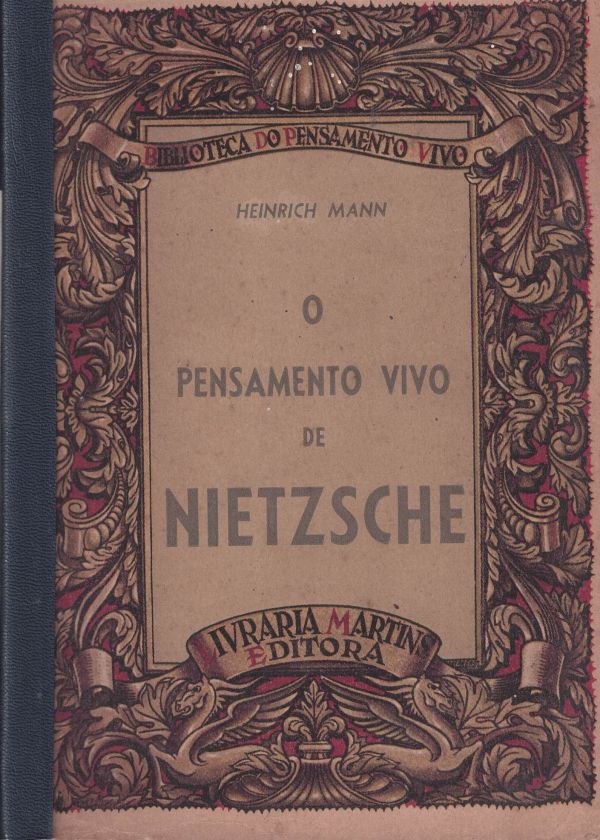 BIBLIOTECA DO PENSAMENTO VIVO
HEINRICH MANN
O
PENSAMENTO VIVO
DE
NIETZSCHE
LIVRARIA MARTINS
EDITORA